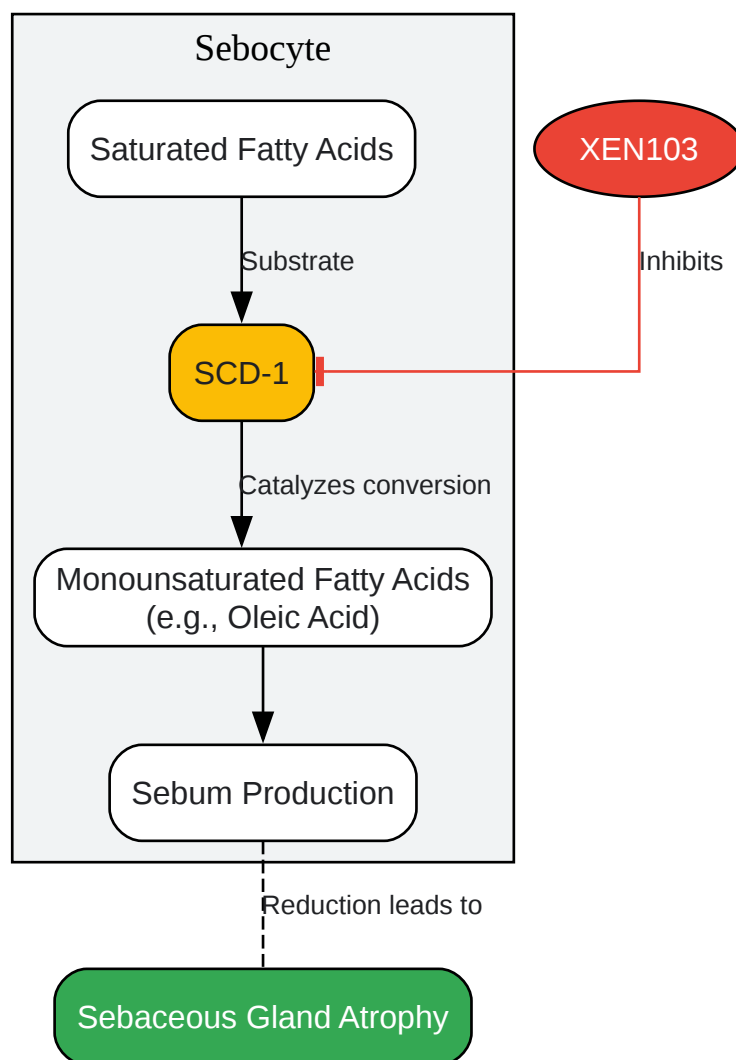 Sebocyte
Saturated Fatty Acids
XEN103
Substrate
Inhibits
SCD-1
Catalyzes conversion
Monounsaturated Fatty Acids
(e.g., Oleic Acid)
Sebum Production
Reduction leads to
Sebaceous Gland Atrophy